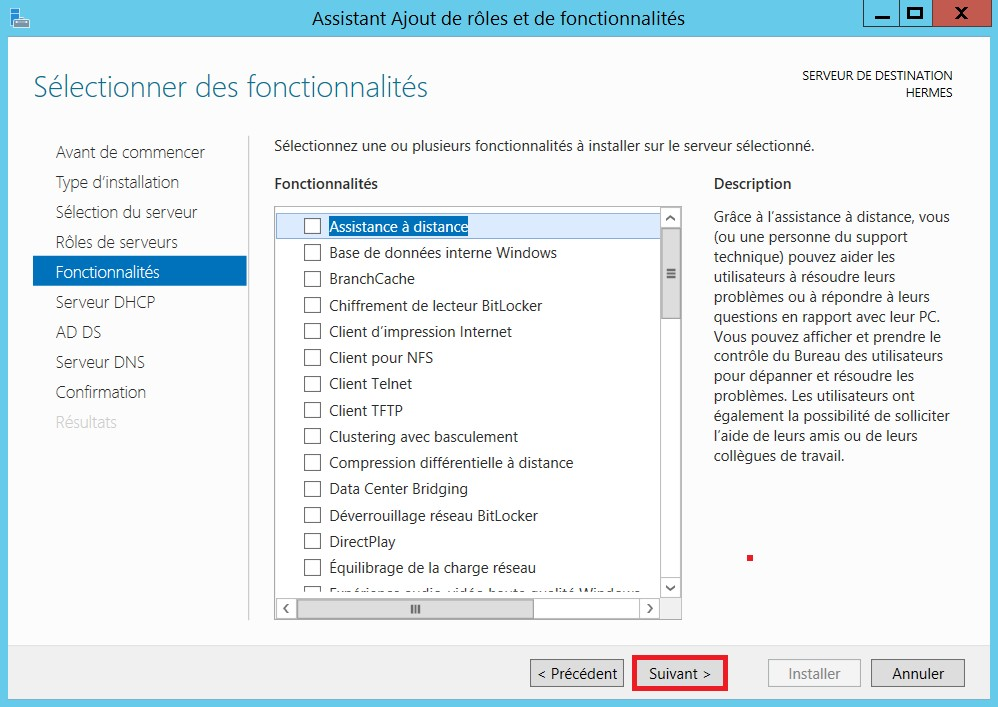 Assistant Ajout de rôles et de fonctionnalités
X
Sélectionner des fonctionnalités
SERVEUR DE DESTINATION
HERMES
Avant de commencer
Type d’installation
Sélection du serveur
Rôles de serveurs
Fonctionnalités
Serveur DHCP
AD DS
Serveur DNS
Confirmation
Résultats
Sélectionnez une ou plusieurs fonctionnalités à installer sur le serveur sélectionné.
Fonctionnalités
Assistance à distance
Base de données interne Windows
BranchCache
Chiffrement de lecteur BitLocker
Client d’impression Internet
Client pour NFS
Client Telnet
Client TFTP
Clustering avec basculement
Compression différentielle à distance
Data Center Bridging
Déverrouillage réseau BitLocker
DirectPlay
Équilibrage de la charge réseau
Expérience audio-vidéo haute qualité Windows
Description
Grâce à l’assistance à distance, vous
(ou une personne du support
technique) pouvez aider les
utilisateurs à résoudre leurs
problèmes ou à répondre à leurs
questions en rapport avec leur PC.
Vous pouvez afficher et prendre le
contrôle du Bureau des utilisateurs
pour dépanner et résoudre les
problèmes. Les utilisateurs ont
également la possibilité de solliciter
l’aide de leurs amis ou de leurs
collègues de travail.
< Précédent
Suivant >
Installer
Annuler